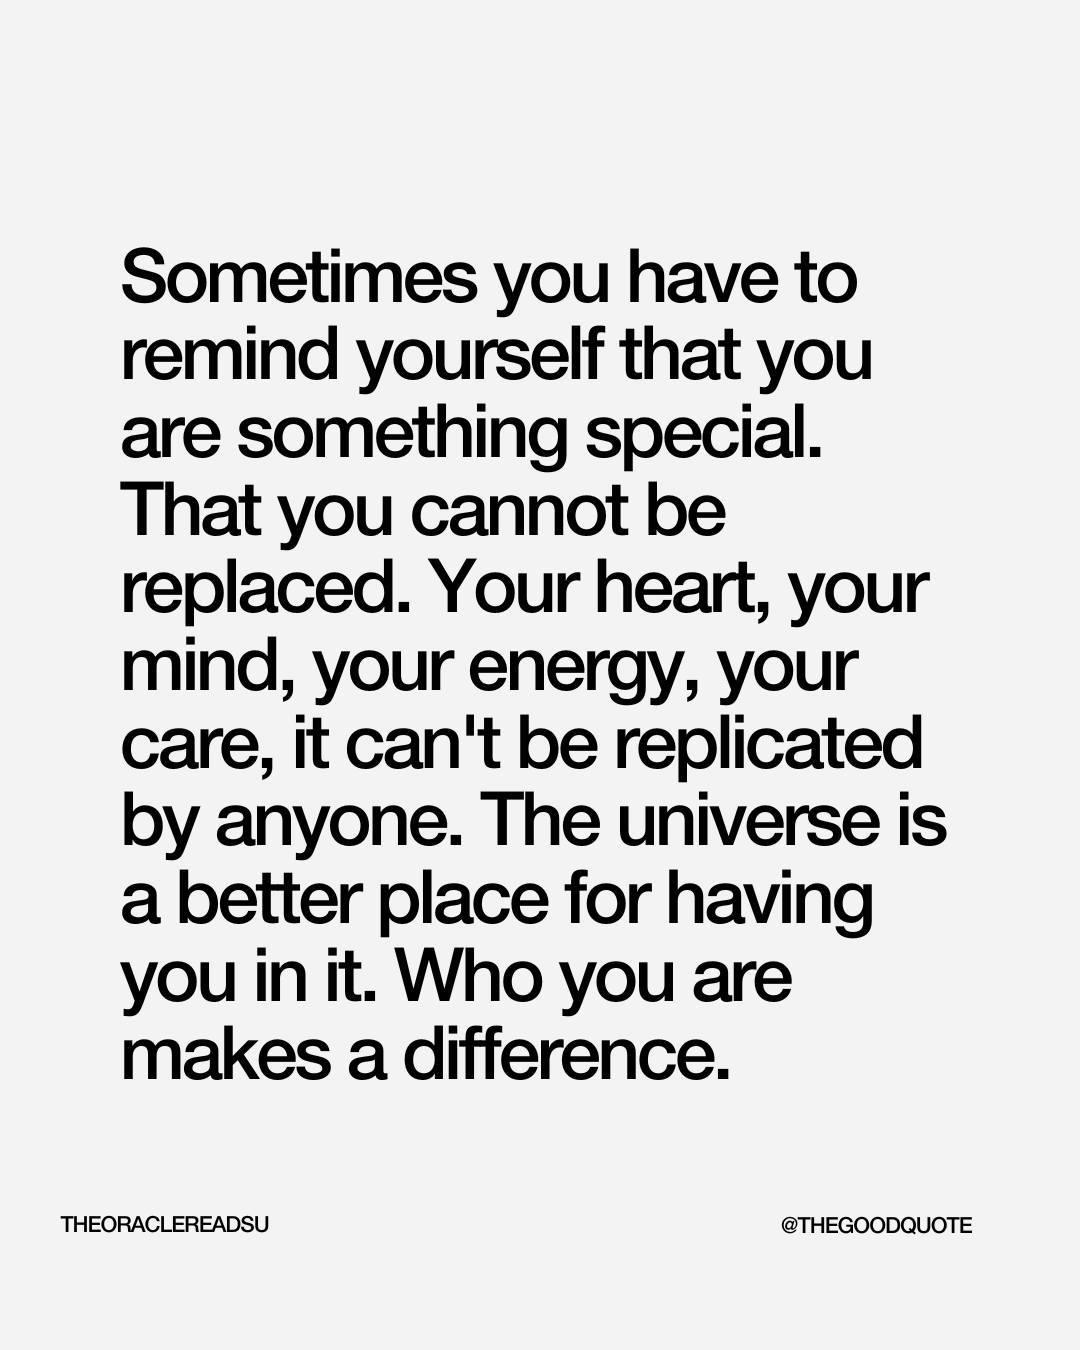 Sometimes you have to
remind yourself that you
are something special.
That you cannot be
replaced. Your heart, your
mind, your energy, your
care, it can't be replicated
by anyone. The universe is
a better place for having
you in it. Who you are
makes a difference.
THEORACLEREADSU
@THEGOODQUOTE